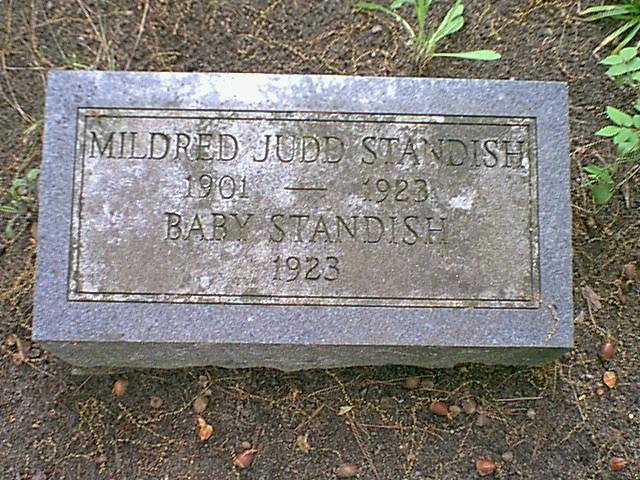 MILDRED JUDD STANDISH
1901 — 1923
BABY STANDISH
1923